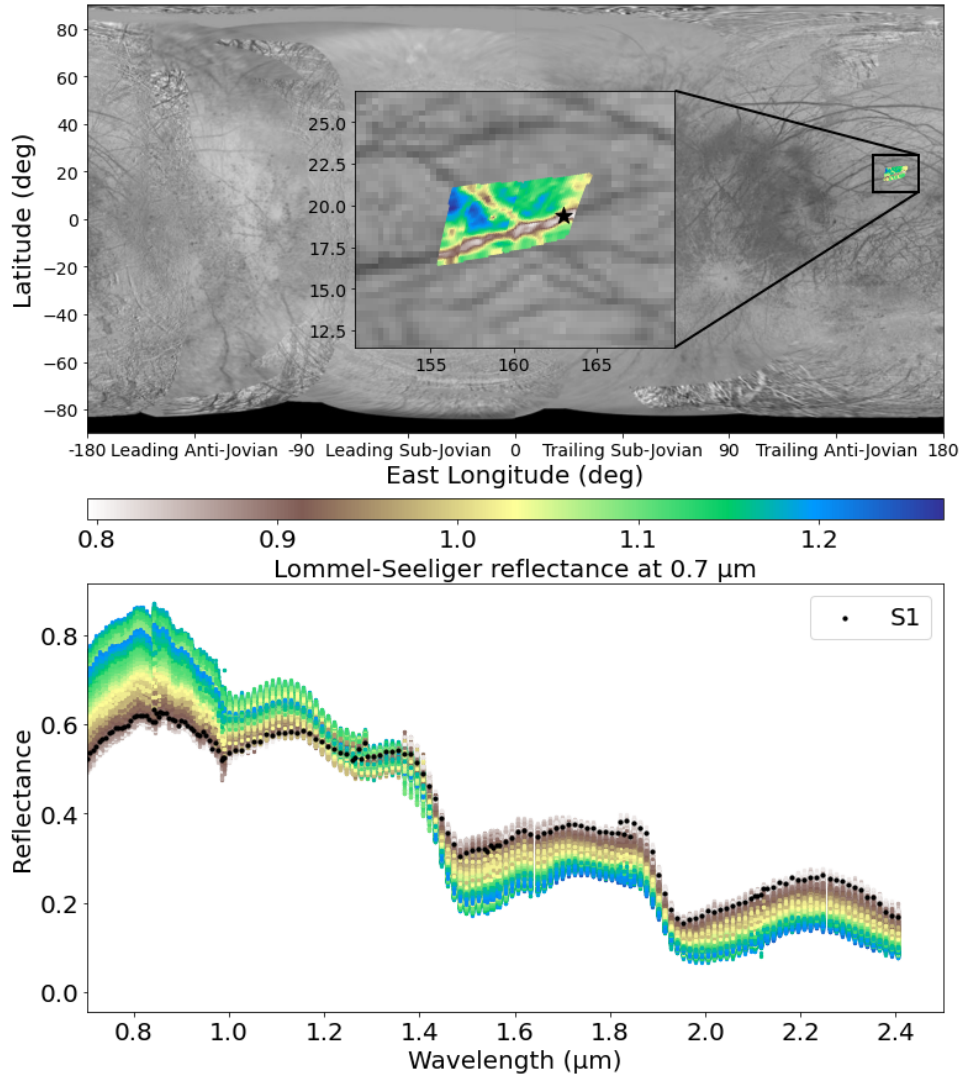 80
60
40
20
0
−20
−40
−60
−80
Latitude (deg)
25.0
22.5
20.0
17.5
15.0
12.5
155 160 165
-180 Leading Anti-Jovian -90 Leading Sub-Jovian 0 Trailing Sub-Jovian 90 Trailing Anti-Jovian 180
East Longitude (deg)
0.8 0.9 1.0 1.1 1.2
Lommel-Seeliger reflectance at 0.7 μm
S1
0.8
0.6
0.4
0.2
0.0
Reflectance
0.8 1.0 1.2 1.4 1.6 1.8 2.0 2.2 2.4
Wavelength (μm)